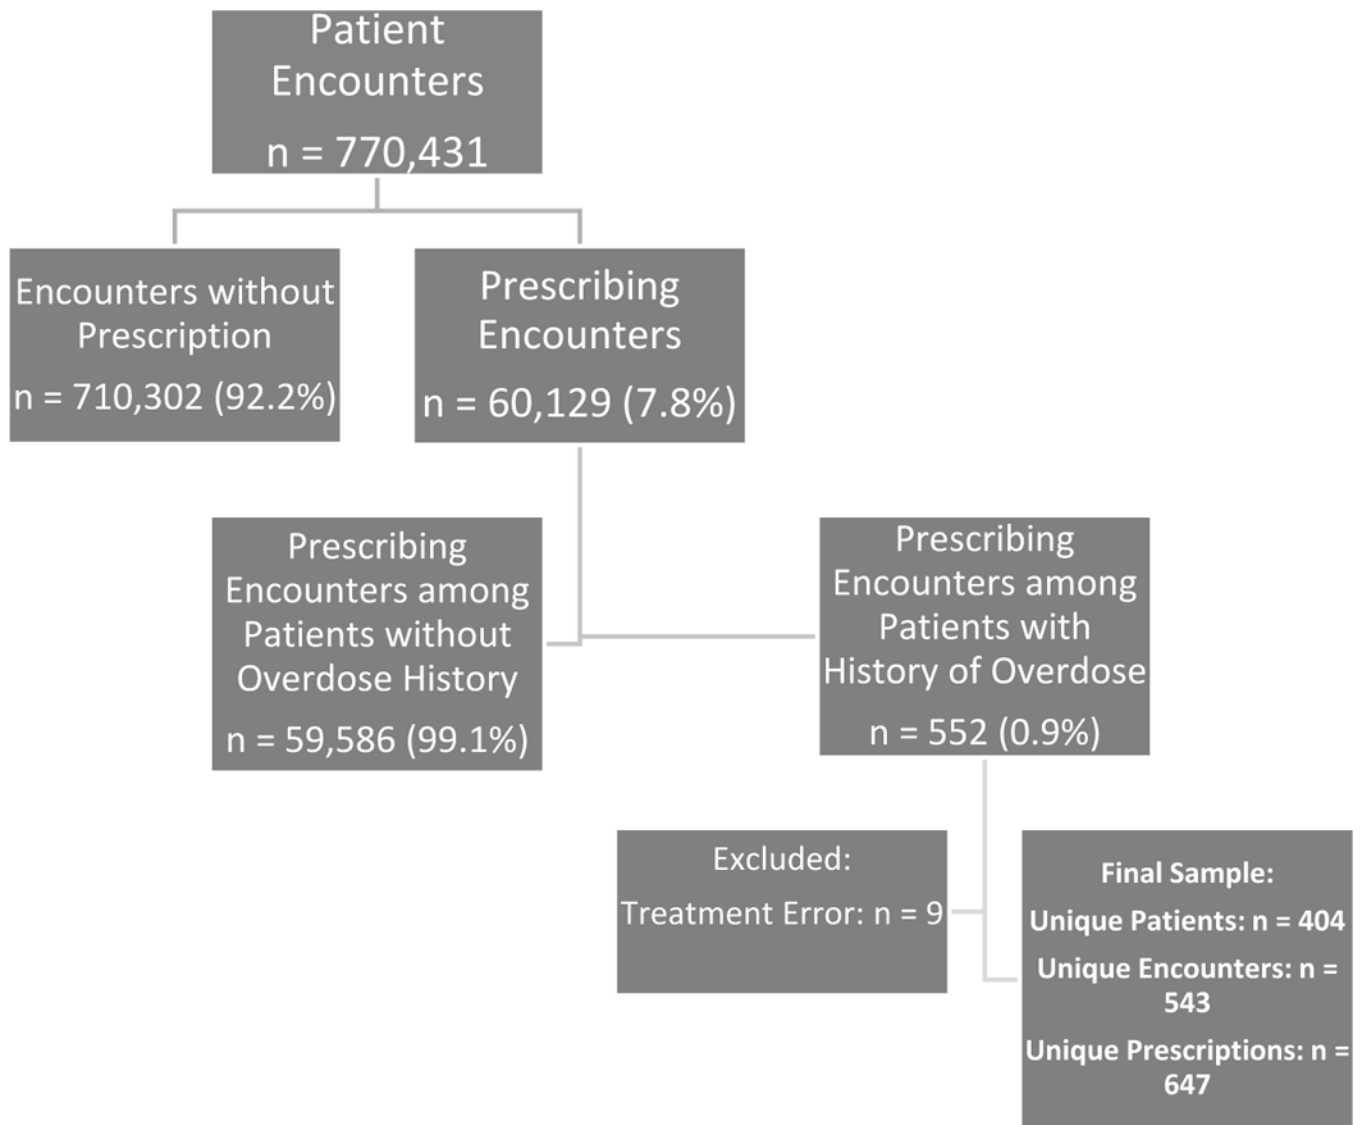 Patient
Encounters
n = 770,431
Encounters without
Prescription
n = 710,302 (92.2%)
Prescribing
Encounters
n = 60,129 (7.8%)
Prescribing
Encounters among
Patients without
Overdose History
n = 59,586 (99.1%)
Prescribing
Encounters among
Patients with
History of Overdose
n = 552 (0.9%)
Excluded:
Treatment Error: n = 9
Final Sample:
Unique Patients: n = 404
Unique Encounters: n =
543
Unique Prescriptions: n =
647